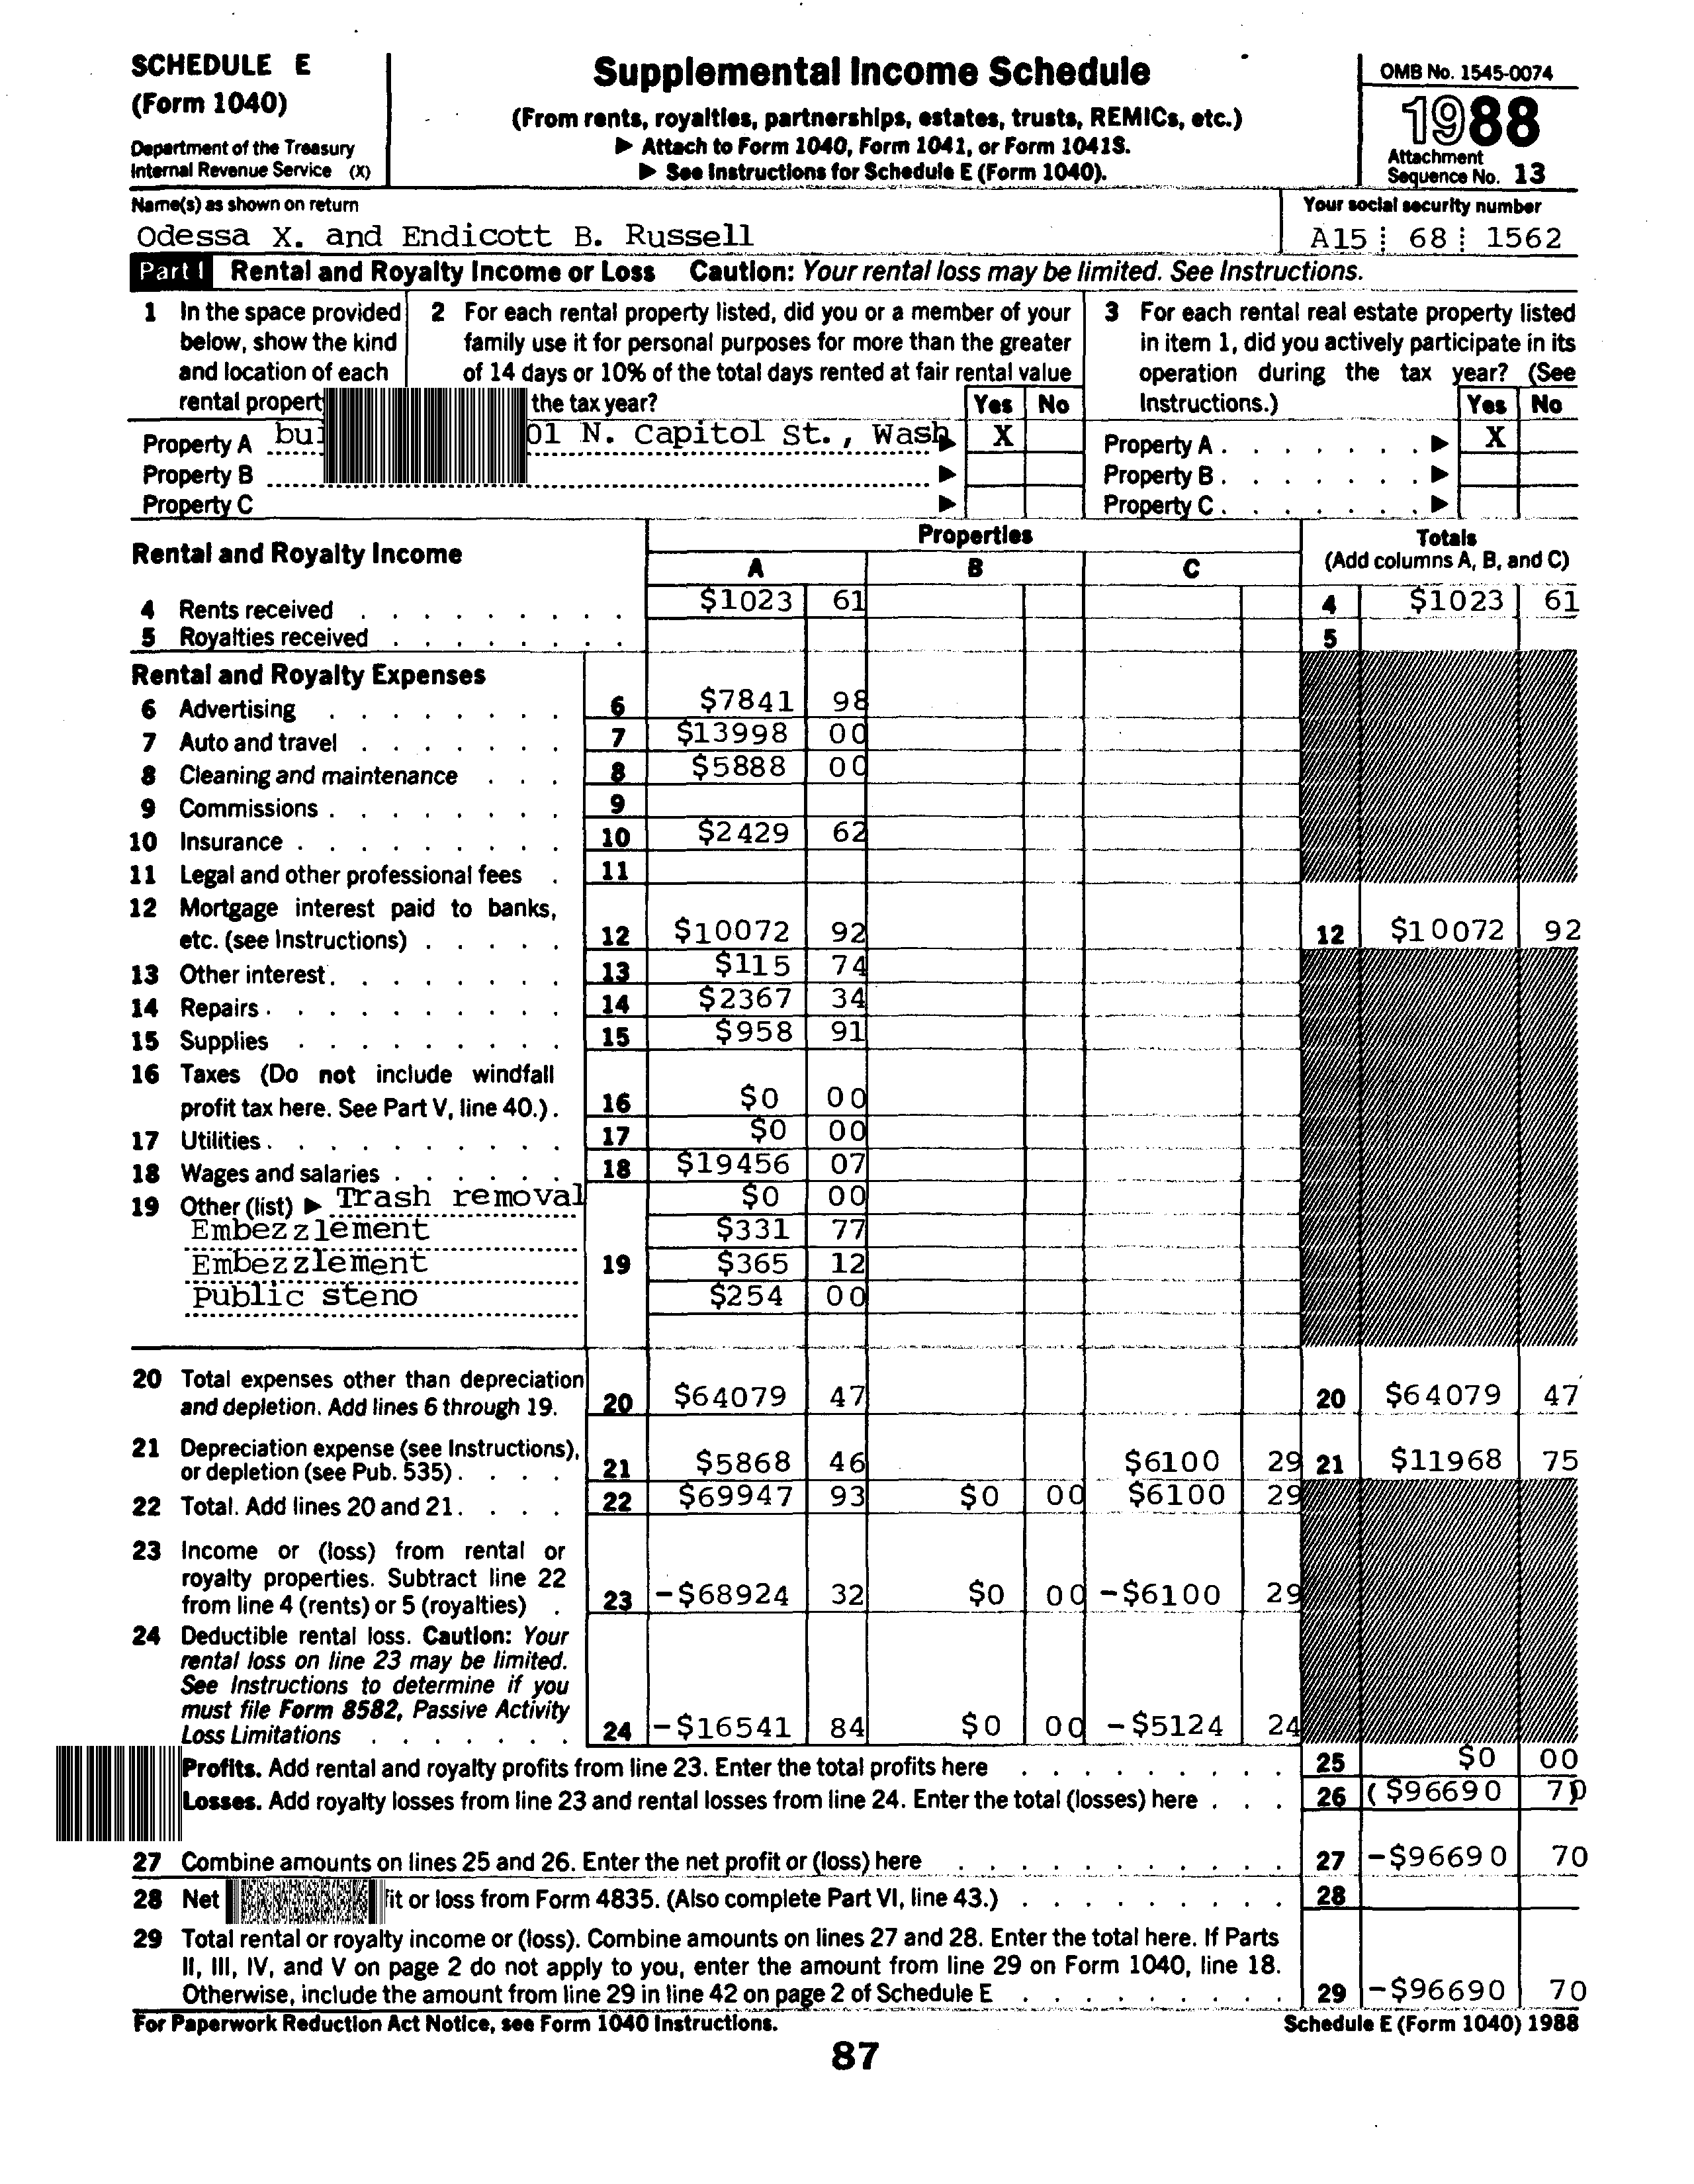 SCHEDULE E
(Form 1040)
Department of the Treasury
Internal Revenue Service (X)
Supplemental Income Schedule
(From rents, royalties, partnerships, estates, trusts, REMICs, etc.)
▶ Attach to Form 1040, Form 1041, or Form 1041S.
▶ See Instructions for Schedule E (Form 1040).
OMB No. 1545-0074
1988
Attachment
Sequence No. 13
Name(s) as shown on return
Odessa X. and Endicott B. Russell
Your social security number
A15 68 1562
Part I Rental and Royalty Income or Loss Caution: Your rental loss may be limited. See Instructions.
1 In the space provided
below, show the kind
and location of each
rental
2 For each rental property listed, did you or a member of your
family use it for personal purposes for more than the greater
of 14 days or 10% of the total days rented at fair rental value
the tax year?
Yes No
3 For each rental real estate property listed
in item 1, did you actively participate in its
operation during the tax year? (See
Instructions.)
Yes No
Property A N. Capitol St., Wash ▶ X
Property B ▶
Property C ▶
Property A . . . . . . . ▶ X
Property B . . . . . . . ▶
Property C . . . . . . . ▶
Rental and Royalty Income
Properties
A B C
Totals
(Add columns A, B, and C)
4 Rents received . . . . . . . . . $1023 61 4 $1023 61
5 Royalties received . . . . . . . . 5
Rental and Royalty Expenses
6 Advertising . . . . . . . . 6 $7841 98
7 Auto and travel . . . . . . . 7 $13998 00
8 Cleaning and maintenance . . . 8 $5888 00
9 Commissions . . . . . . . . 9
10 Insurance . . . . . . . . . 10 $2429 62
11 Legal and other professional fees . 11
12 Mortgage interest paid to banks,
etc. (see Instructions) . . . . . 12 $10072 92 12 $10072 92
13 Other interest . . . . . . . . 13 $115 74
14 Repairs . . . . . . . . . . 14 $2367 34
15 Supplies . . . . . . . . . 15 $958 91
16 Taxes (Do not include windfall
profit tax here. See Part V, line 40.) . 16 $0 00
17 Utilities . . . . . . . . . . 17 $0 00
18 Wages and salaries . . . . . . 18 $19456 07
19 Other (list) ▶ Trash removal $0 00
Embezzlement $331 77
Embezzlement 19 $365 12
Public steno $254 00
20 Total expenses other than depreciation
and depletion. Add lines 6 through 19. 20 $64079 47 20 $64079 47
21 Depreciation expense (see Instructions),
or depletion (see Pub. 535) . . . . 21 $5868 46 $6100 29 21 $11968 75
22 Total. Add lines 20 and 21 . . . . 22 $69947 93 $0 00 $6100 29
23 Income or (loss) from rental or
royalty properties. Subtract line 22
from line 4 (rents) or 5 (royalties) . 23 -$68924 32 $0 00 -$6100 29
24 Deductible rental loss. Caution: Your
rental loss on line 23 may be limited.
See Instructions to determine if you
must file Form 8582, Passive Activity
Loss Limitations . . . . . . . 24 -$16541 84 $0 00 -$5124 24
Profits. Add rental and royalty profits from line 23. Enter the total profits here . . . . . . . . . 25 $0 00
Losses. Add royalty losses from line 23 and rental losses from line 24. Enter the total (losses) here . . . 26 ($96690 70)
27 Combine amounts on lines 25 and 26. Enter the net profit or (loss) here . . . . . . . . . . . 27 -$96690 70
28 Net or loss from Form 4835. (Also complete Part VI, line 43.) . . . . . . . . . 28
29 Total rental or royalty income or (loss). Combine amounts on lines 27 and 28. Enter the total here. If Parts
II, III, IV, and V on page 2 do not apply to you, enter the amount from line 29 on Form 1040, line 18.
Otherwise, include the amount from line 29 in line 42 on page 2 of Schedule E . . . . . . . . . 29 -$96690 70
For Paperwork Reduction Act Notice, see Form 1040 Instructions.
Schedule E (Form 1040) 1988
87